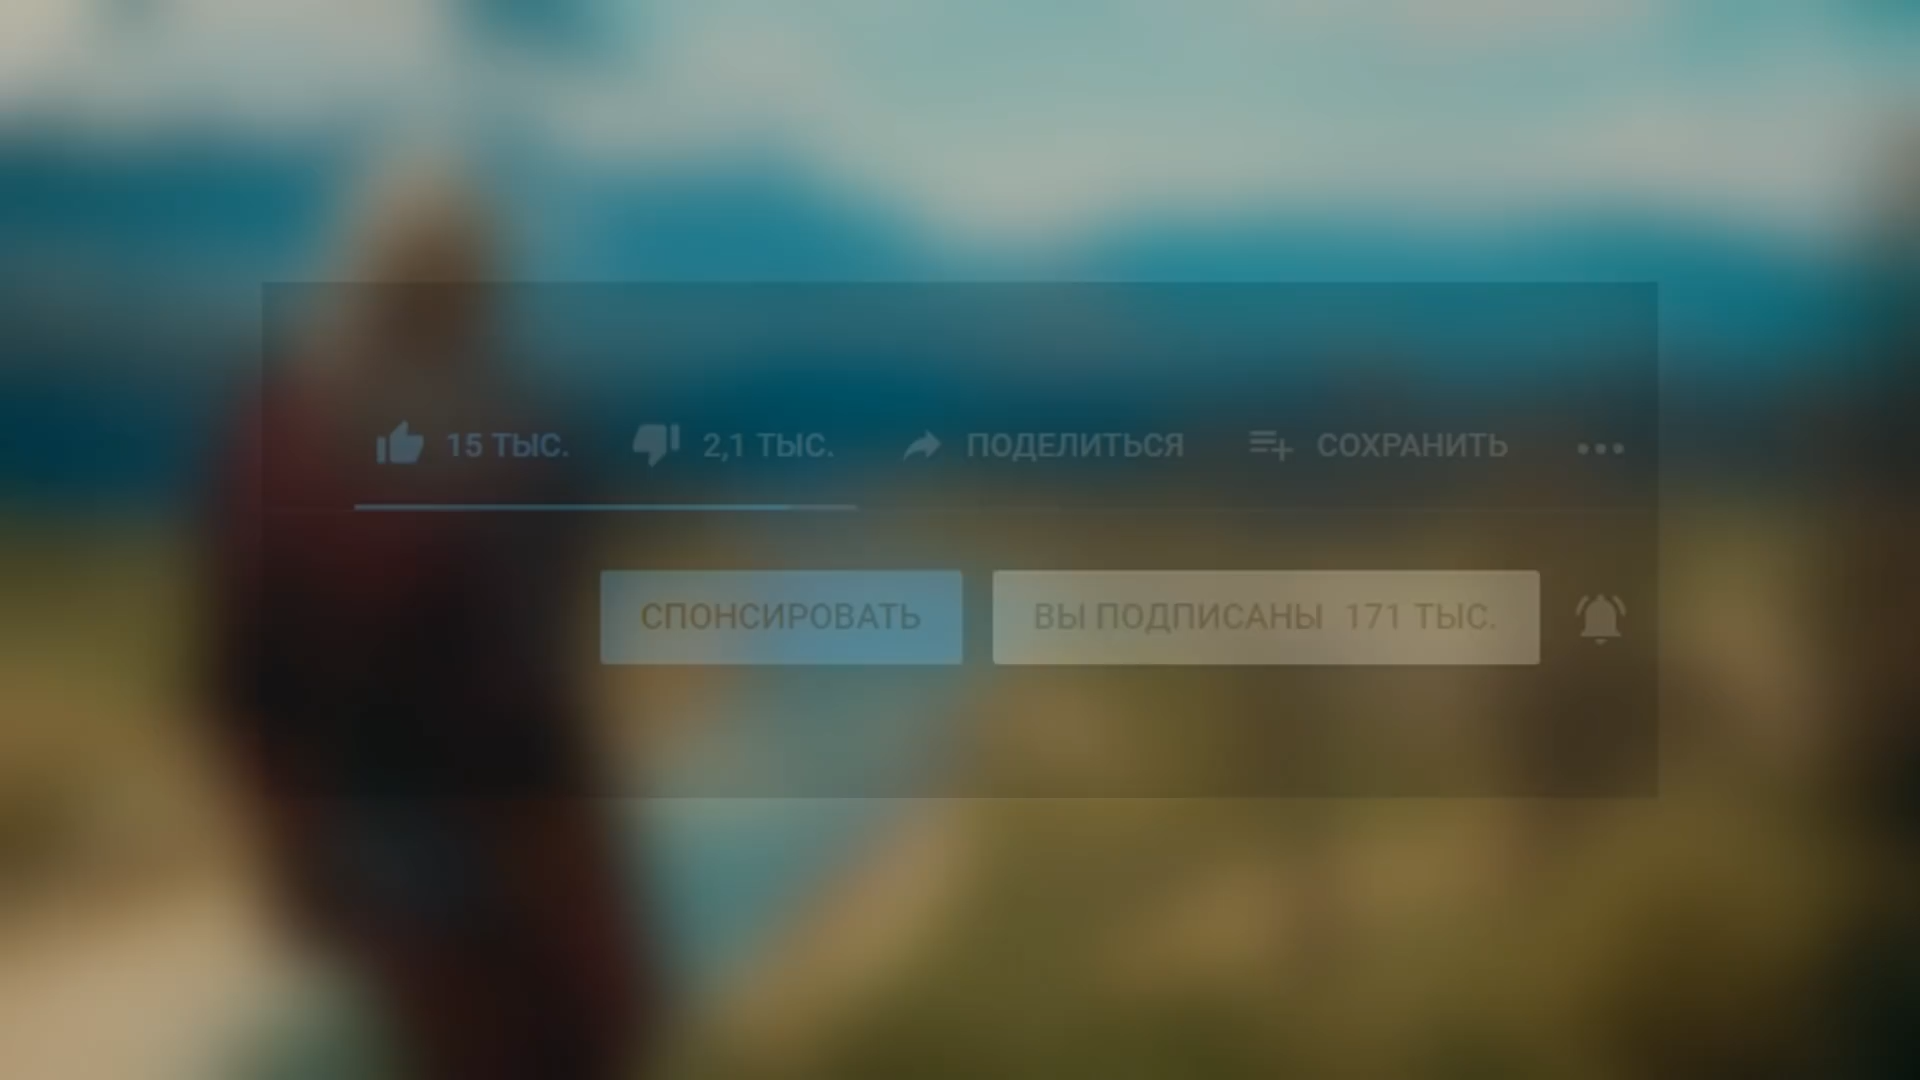 15 ТЫС. 2,1 ТЫС. ПОДЕЛИТЬСЯ СОХРАНИТЬ
СПОНСИРОВАТЬ ВЫ ПОДПИСАНЫ 171 ТЫС.